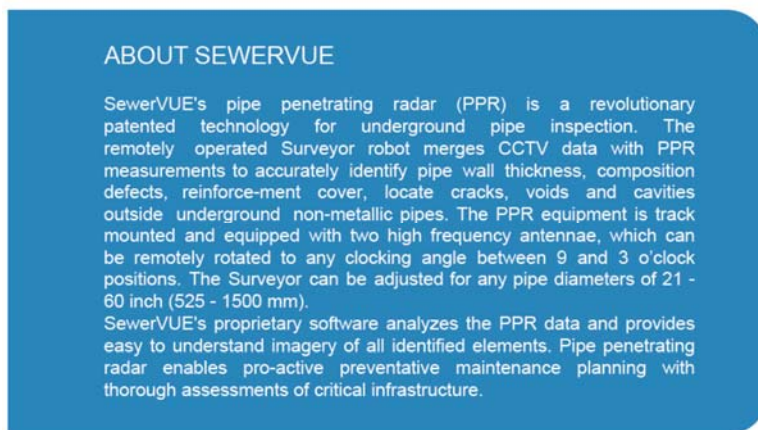 ABOUT SEWERVUE
SewerVUE's pipe penetrating radar (PPR) is a revolutionary
patented technology for underground pipe inspection. The
remotely operated Surveyor robot merges CCTV data with PPR
measurements to accurately identify pipe wall thickness, composition
defects, reinforce-ment cover, locate cracks, voids and cavities
outside underground non-metallic pipes. The PPR equipment is track
mounted and equipped with two high frequency antennae, which can
be remotely rotated to any clocking angle between 9 and 3 o'clock
positions. The Surveyor can be adjusted for any pipe diameters of 21 -
60 inch (525 - 1500 mm).
SewerVUE's proprietary software analyzes the PPR data and provides
easy to understand imagery of all identified elements. Pipe penetrating
radar enables pro-active preventative maintenance planning with
thorough assessments of critical infrastructure.